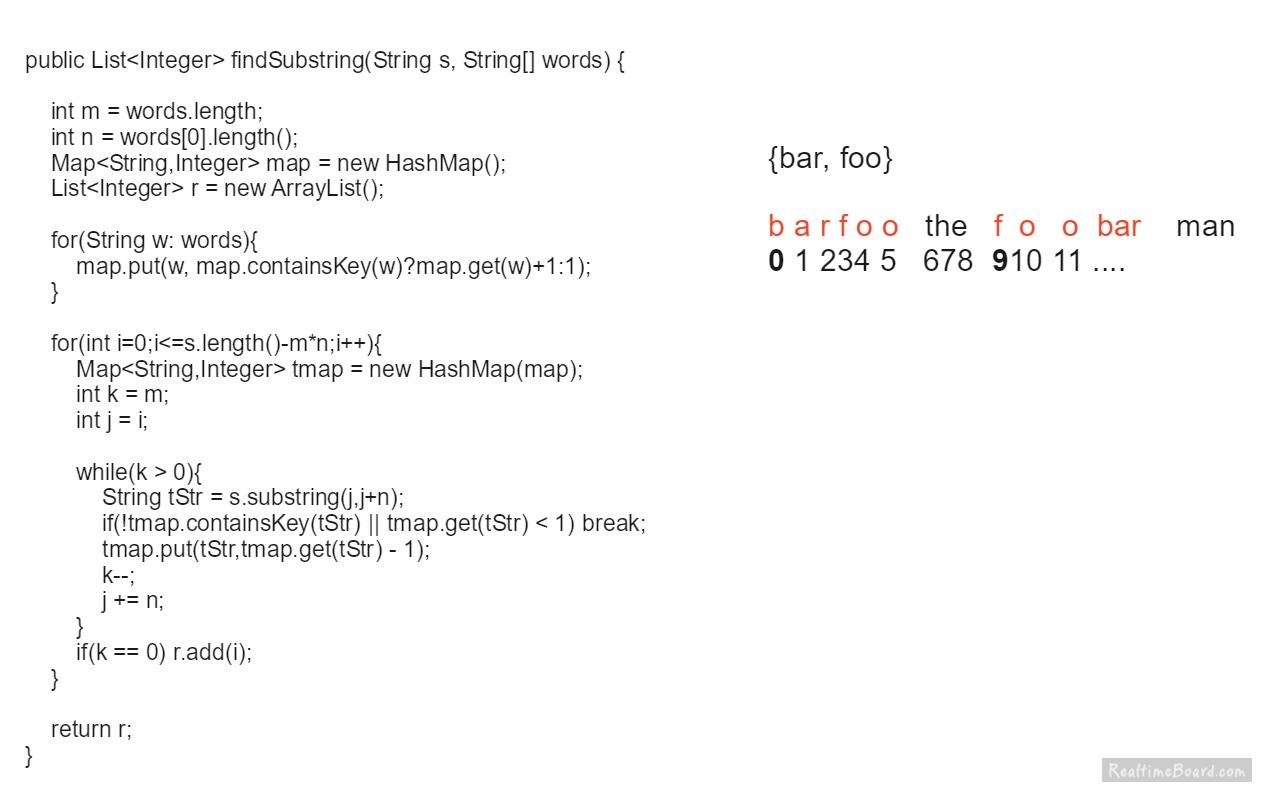 public List<Integer> findSubstring(String s, String[] words) {
int m = words.length;
int n = words[0].length();
Map<String,Integer> map = new HashMap();
List<Integer> r = new ArrayList();
for(String w: words){
map.put(w, map.containsKey(w)?map.get(w)+1:1);
}
for(int i=0;i<=s.length()-m*n;i++){
Map<String,Integer> tmap = new HashMap(map);
int k = m;
int j = i;
while(k > 0){
String tStr = s.substring(j,j+n);
if(!tmap.containsKey(tStr) || tmap.get(tStr) < 1) break;
tmap.put(tStr,tmap.get(tStr) - 1);
k--;
j += n;
}
if(k == 0) r.add(i);
}
return r;
}
{bar, foo}
b a r f o o the f o o bar man
0 1 234 5 678 910 11 ....
RealtimeBoard.com